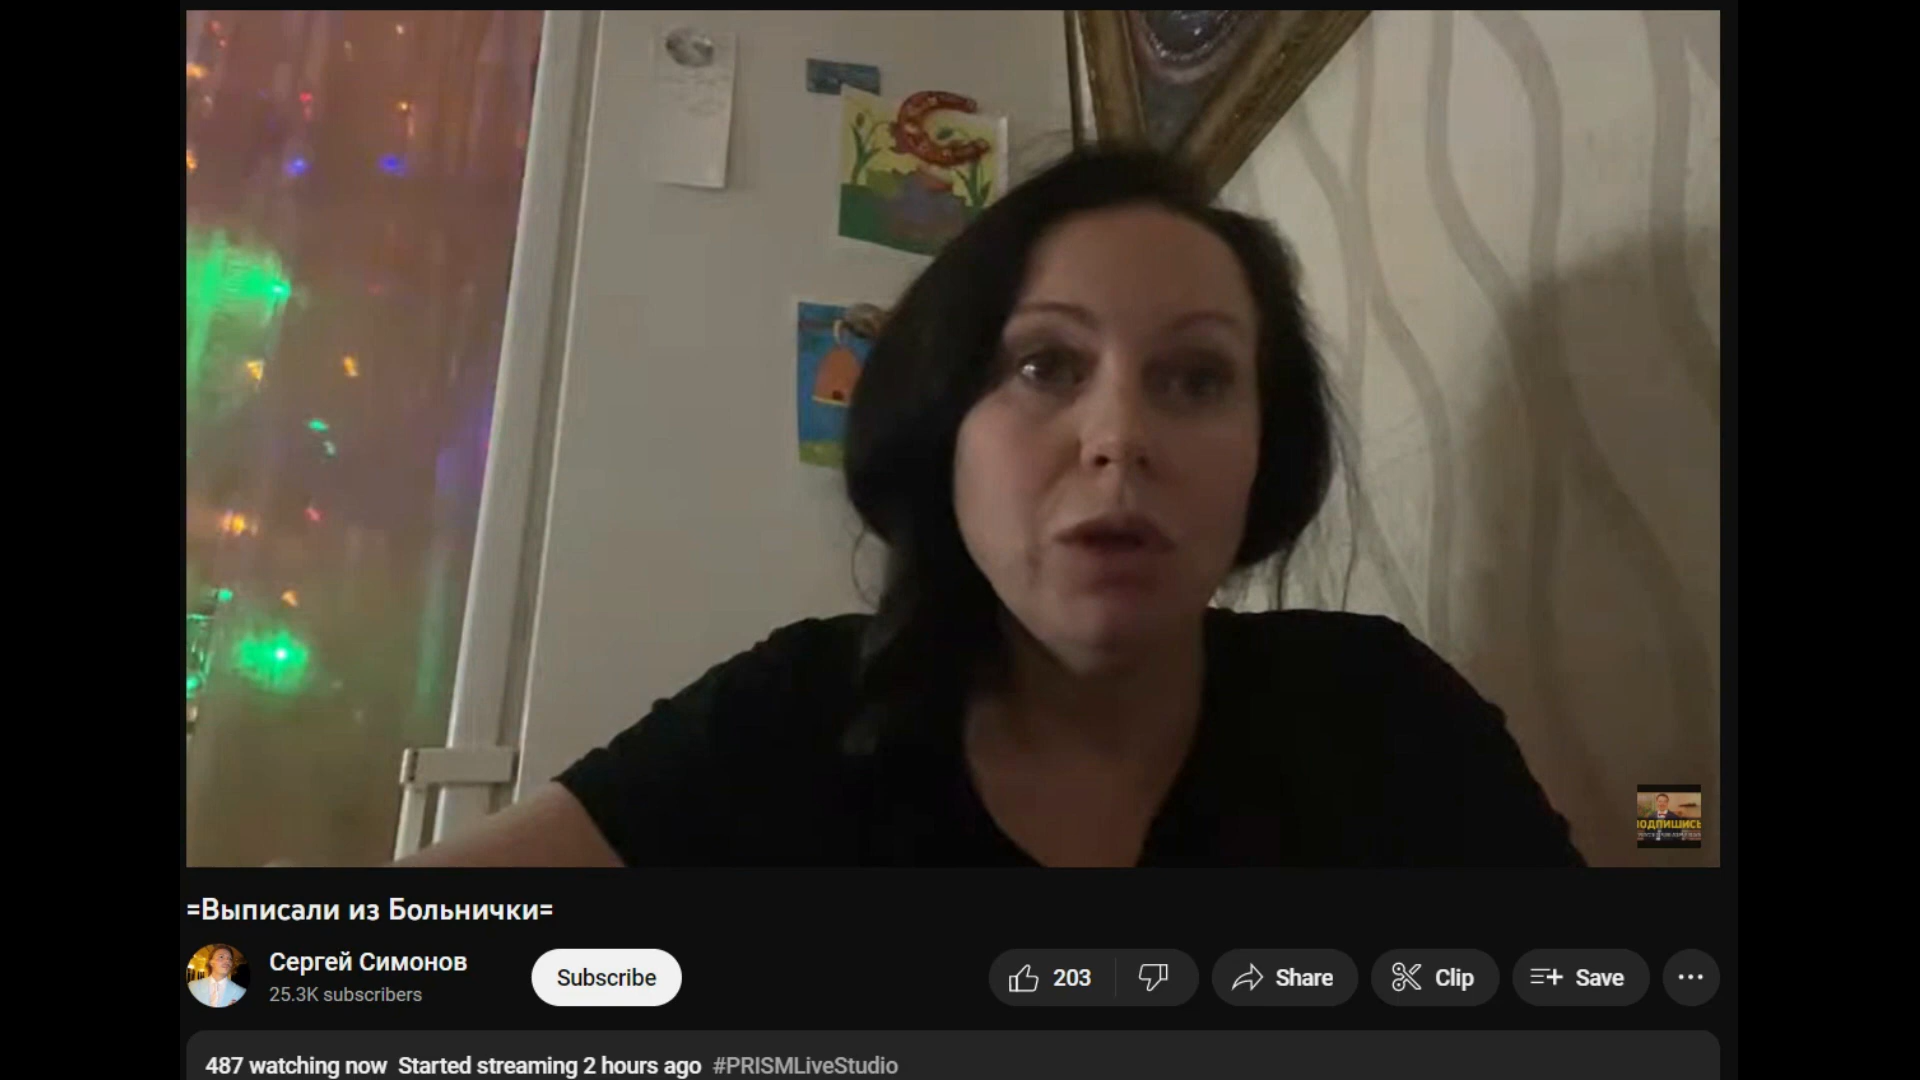 ПОДПИШИСЬ
=Выписали из Больнички=
Сергей Симонов
25.3K subscribers
Subscribe
203
Share
Clip
Save
487 watching now Started streaming 2 hours ago #PRISMLiveStudio